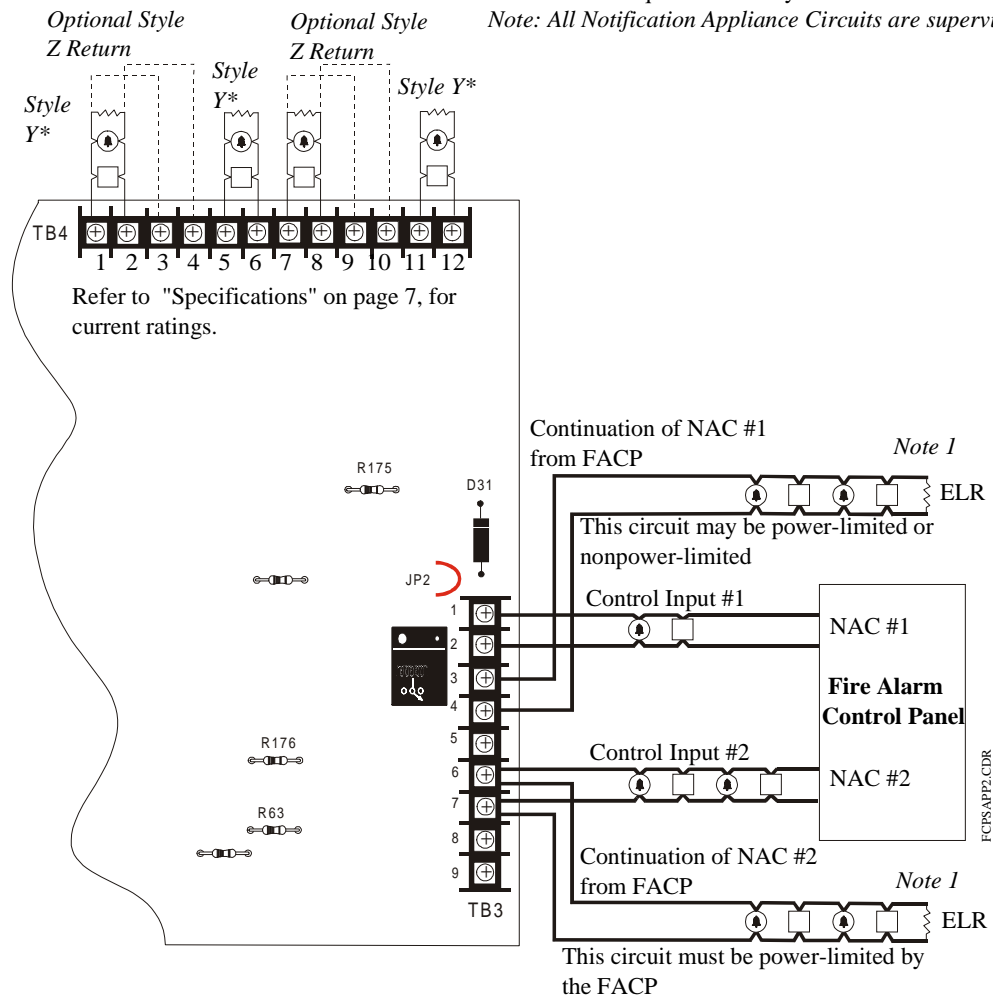 Optional Style
Z Return
Optional Style
Z Return
Note: All Notification Appliance Circuits are supervi
Style
Y*
Style
Y*
Style Y*
TB4
1 2 3 4 5 6 7 8 9 10 11 12
Refer to "Specifications" on page 7, for
current ratings.
Continuation of NAC #1
from FACP
Note 1
ELR
This circuit may be power-limited or
nonpower-limited
R175
D31
JP2
Control Input #1
NAC #1
Fire Alarm
Control Panel
Control Input #2
NAC #2
FCPSAPP2.CDR
1
2
3
4
5
6
7
8
9
TB3
R176
R63
Continuation of NAC #2
from FACP
Note 1
ELR
This circuit must be power-limited by
the FACP